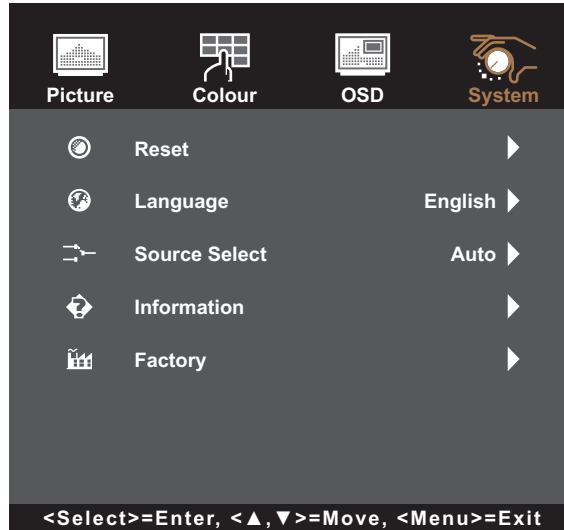 Picture Colour OSD System
Reset
Language English
Source Select Auto
Information
Factory
<Select>=Enter, <▲,▼>=Move, <Menu>=Exit